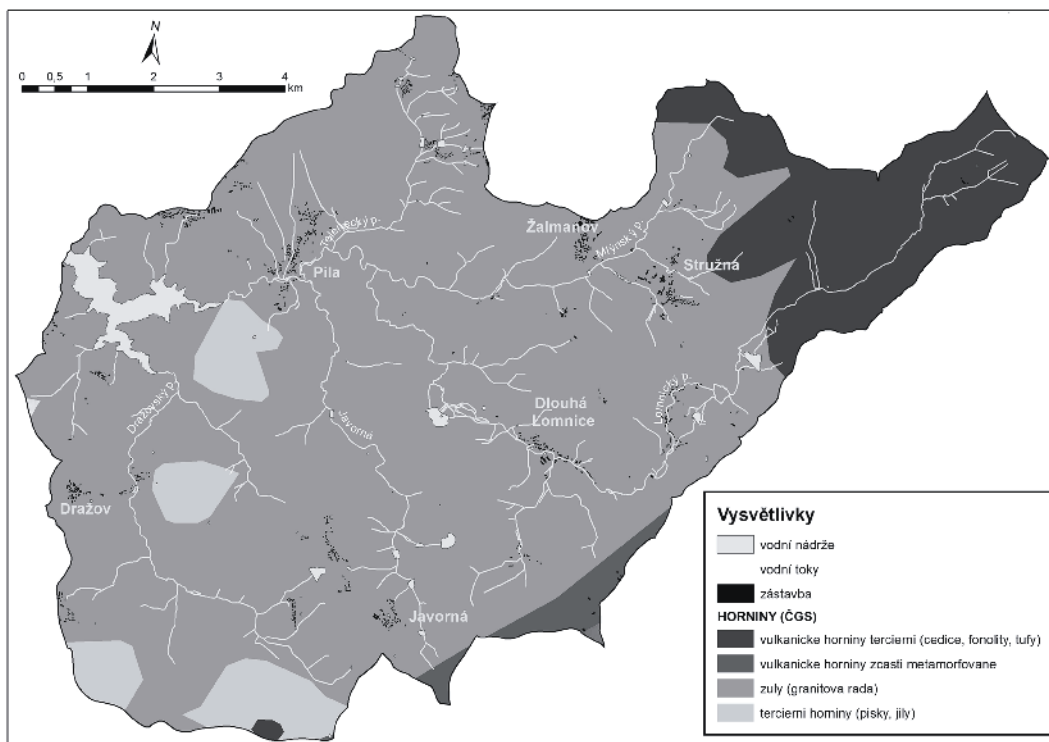 N
0 0,5 1 2 3 4
km
Žalmanov
Mlýnský p.
Stružná
Pila
Dražovský p.
Javorná
Dlouhá
Lomnice
Lomnický p.
Dražov
Javorná
Vysvětlivky
vodní nádrže
vodní toky
zástavba
HORNINY (ČGS)
vulkanicke horniny tercierni (cedice, fonolity, tufy)
vulkanicke horniny zcasti metamorfovane
zuly (granitova rada)
tercierni horniny (pisky, jily)